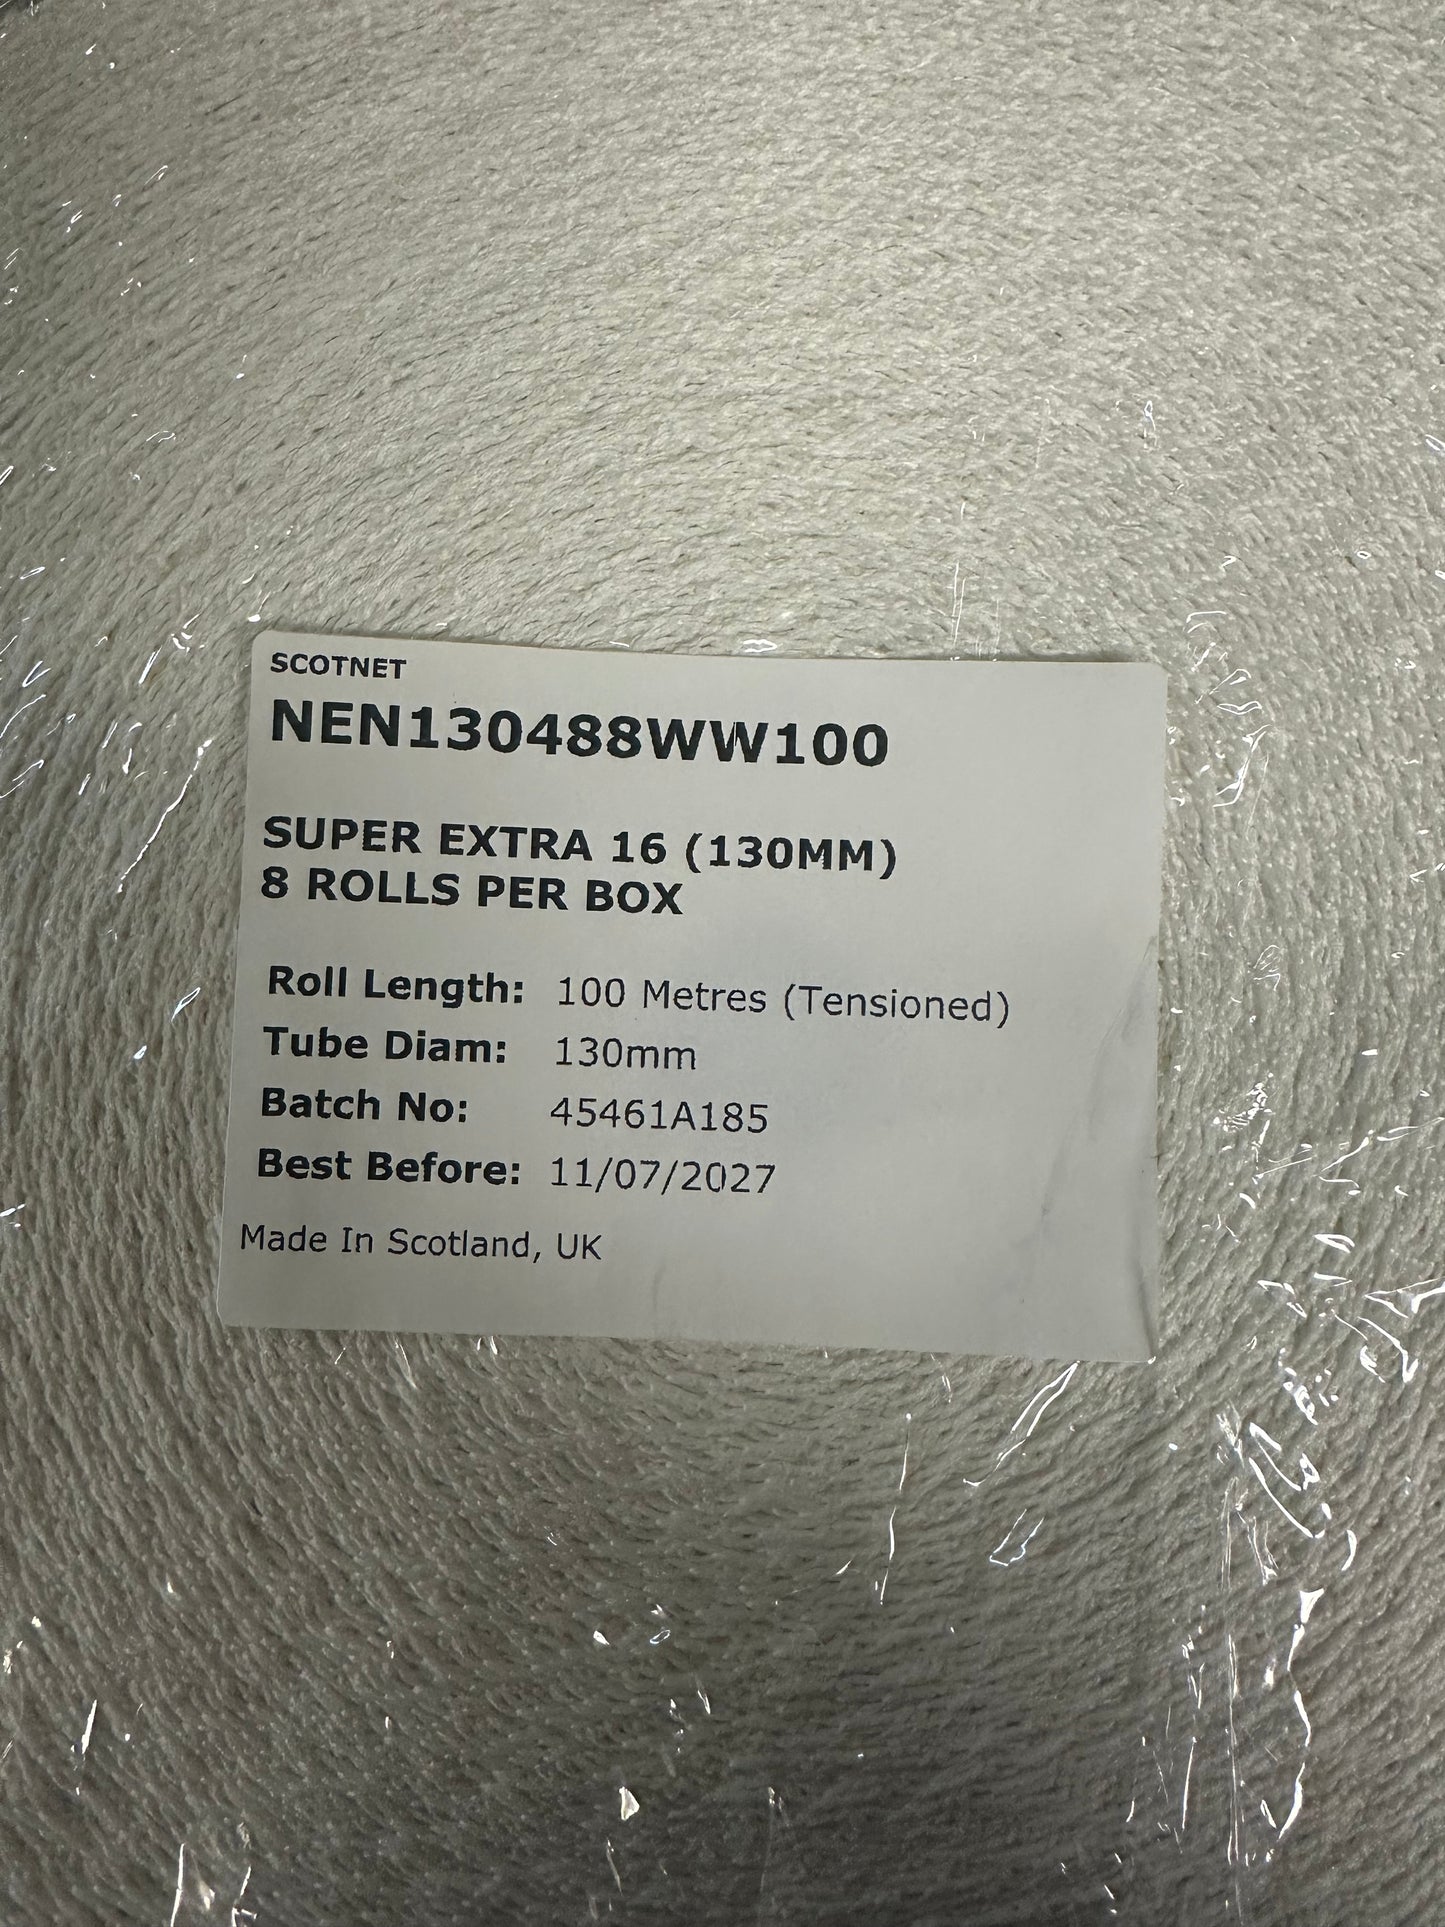 SCOTNET
NEN130488WW100
SUPER EXTRA 16 (130MM)
8 ROLLS PER BOX
Roll Length: 100 Metres (Tensioned)
Tube Diam: 130mm
Batch No: 45461A185
Best Before: 11/07/2027
Made In Scotland, UK